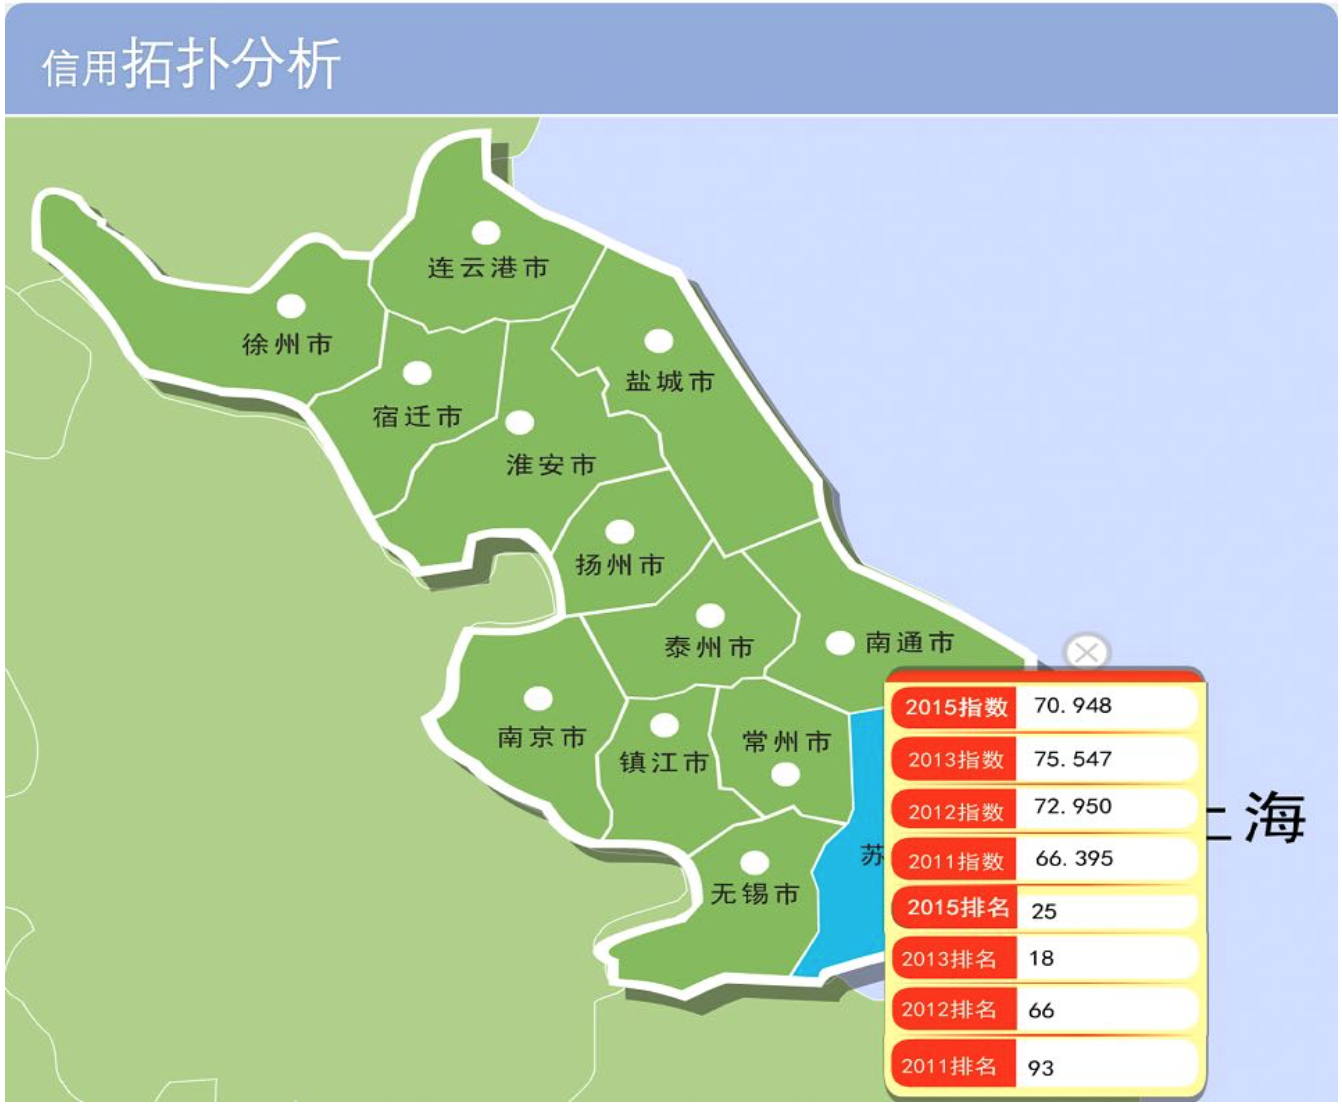 信用拓扑分析
连云港市
徐州市
盐城市
宿迁市
淮安市
扬州市
泰州市
南通市
南京市
镇江市
常州市
无锡市
苏
海
2015指数 70.948
2013指数 75.547
2012指数 72.950
2011指数 66.395
2015排名 25
2013排名 18
2012排名 66
2011排名 93